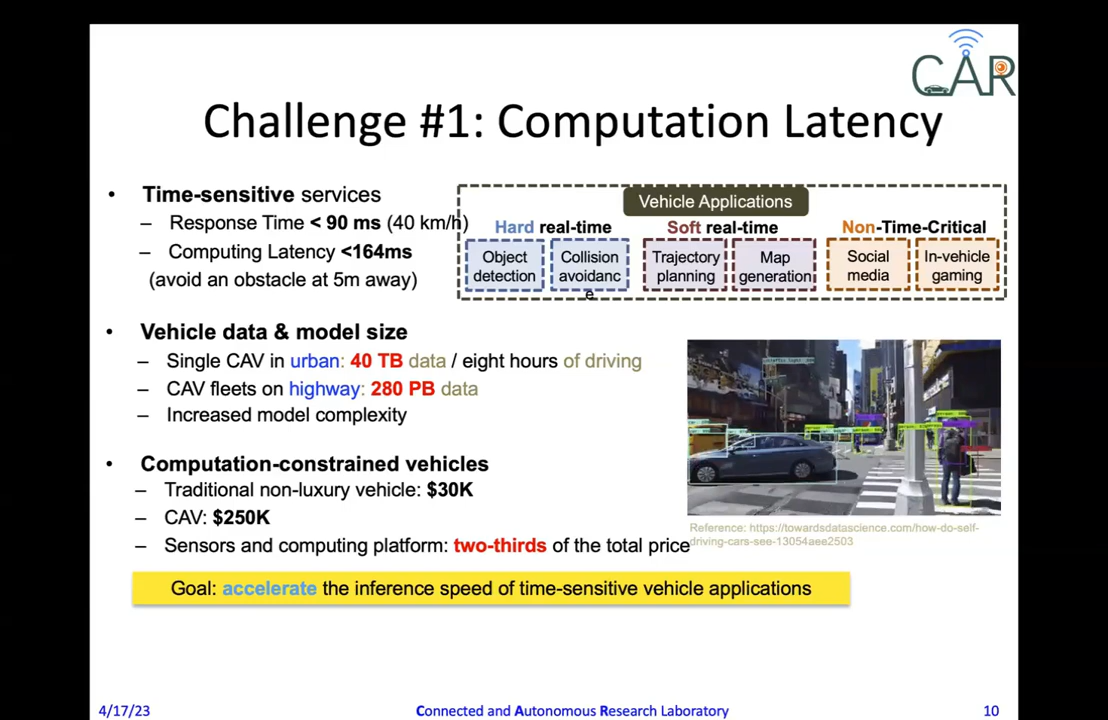 CAR
Challenge #1: Computation Latency
• Time-sensitive services
– Response Time < 90 ms (40 km/h)
– Computing Latency <164ms
(avoid an obstacle at 5m away)
Vehicle Applications
Hard real-time
Soft real-time
Non-Time-Critical
Object
detection
Collision
avoidanc
e
Trajectory
planning
Map
generation
Social
media
In-vehicle
gaming
• Vehicle data & model size
– Single CAV in urban: 40 TB data / eight hours of driving
– CAV fleets on highway: 280 PB data
– Increased model complexity
• Computation-constrained vehicles
– Traditional non-luxury vehicle: $30K
– CAV: $250K
– Sensors and computing platform: two-thirds of the total price
Reference: https://towardsdatascience.com/how-do-self-
driving-cars-see-13054aee2503
Goal: accelerate the inference speed of time-sensitive vehicle applications
4/17/23
Connected and Autonomous Research Laboratory
10